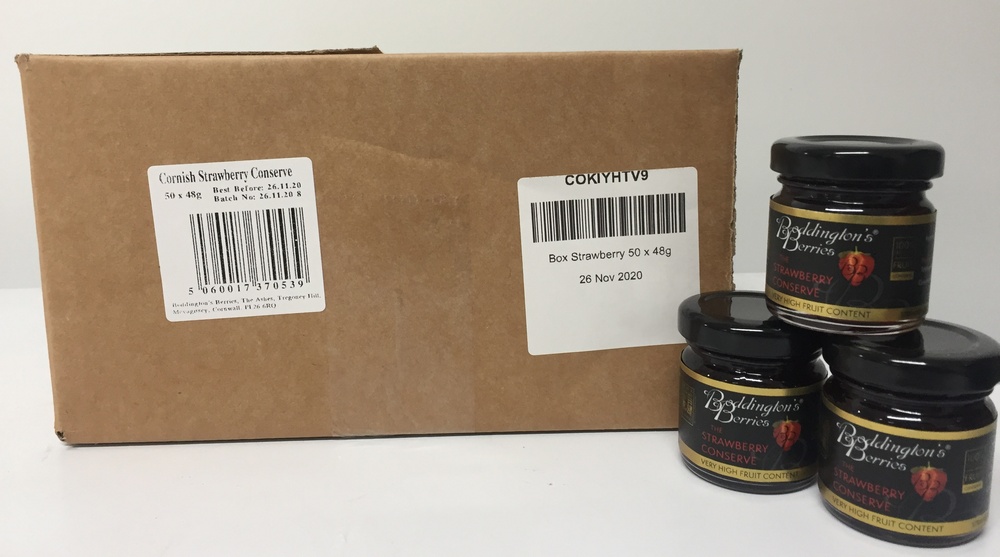 Cornish Strawberry Conserve
50 x 48g
Best Before: 26.11.20
Batch No: 26.11.20 8
5 060017 370539
Boddington's Berries, The Ashes, Tregoney Hill,
Mevagissey, Cornwall. PL26 6RQ
COKIYHTV9
Box Strawberry 50 x 48g
26 Nov 2020
Boddington's®
Berries
THE
STRAWBERRY
CONSERVE
VERY HIGH FRUIT CONTENT
Boddington's®
Berries
THE
STRAWBERRY
CONSERVE
VERY HIGH FRUIT CONTENT
Boddington's®
Berries
THE
STRAWBERRY
CONSERVE
VERY HIGH FRUIT CONTENT